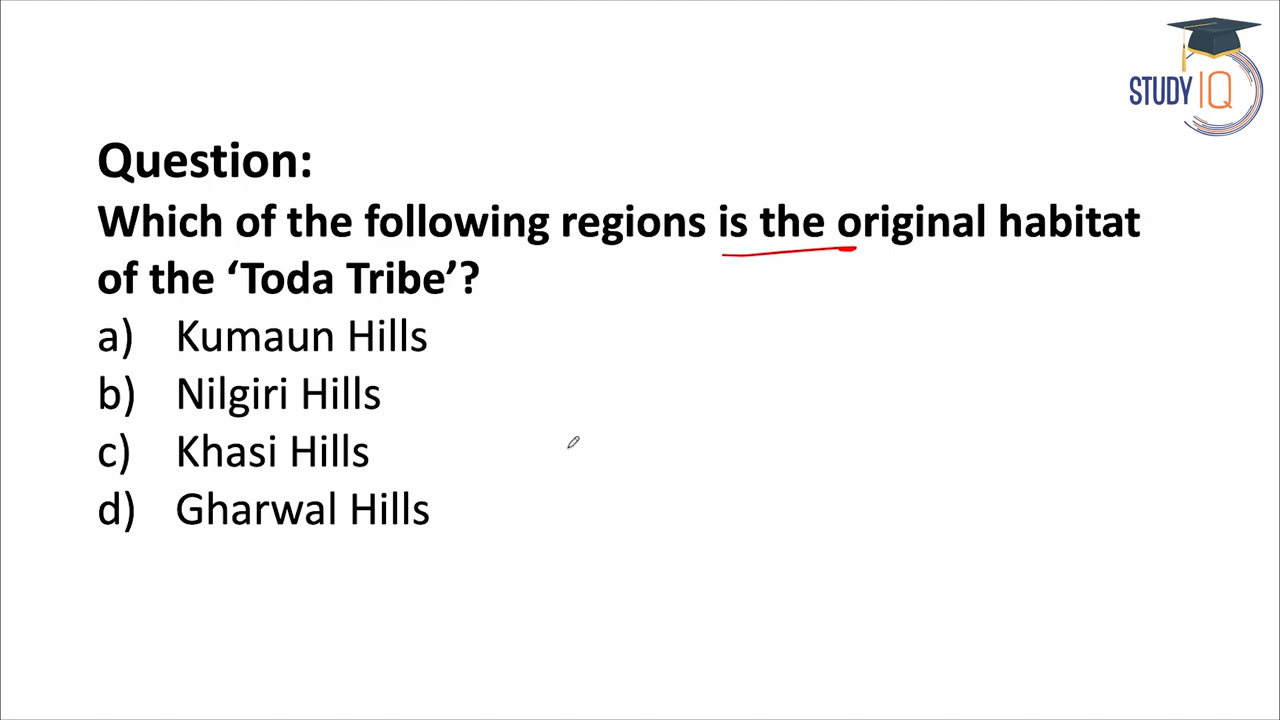 STUDY IQ
Question:
Which of the following regions is the original habitat
of the ‘Toda Tribe’?
a) Kumaun Hills
b) Nilgiri Hills
c) Khasi Hills
d) Gharwal Hills